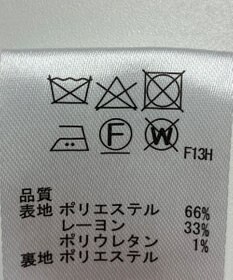 F W F13H
品質
表地 ポリエステル 66%
レーヨン 33%
ポリウレタン 1%
裏地 ポリエステル